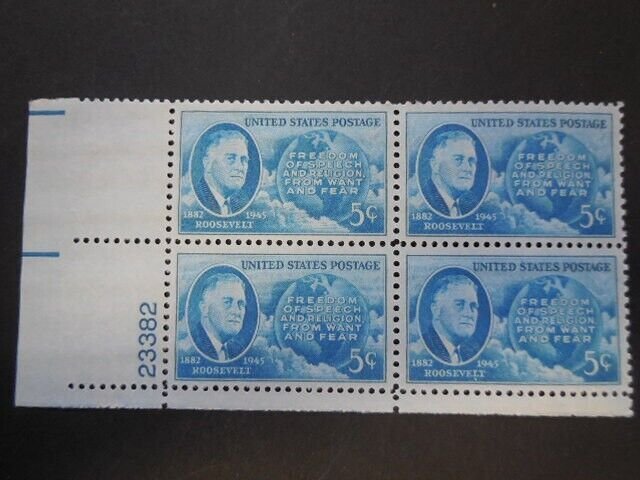 UNITED STATES POSTAGE
FREEDOM
OF SPEECH
AND RELIGION,
FROM WANT
AND FEAR
1882 1945
ROOSEVELT
5¢
UNITED STATES POSTAGE
FREEDOM
OF SPEECH
AND RELIGION,
FROM WANT
AND FEAR
1882 1945
ROOSEVELT
5¢
UNITED STATES POSTAGE
FREEDOM
OF SPEECH
AND RELIGION,
FROM WANT
AND FEAR
1882 1945
ROOSEVELT
5¢
UNITED STATES POSTAGE
FREEDOM
OF SPEECH
AND RELIGION,
FROM WANT
AND FEAR
1882 1945
ROOSEVELT
5¢
23382